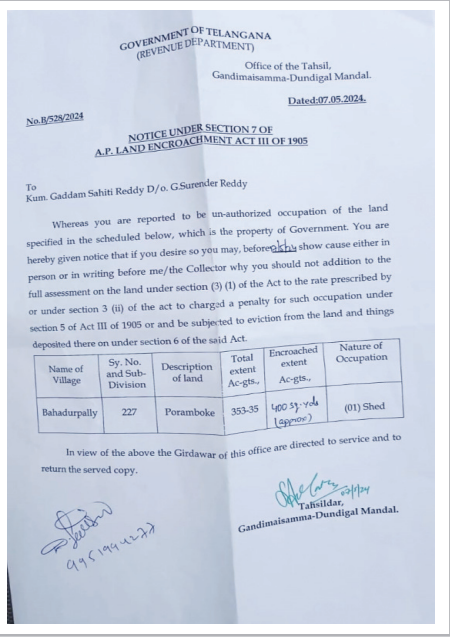 GOVERNMENT OF TELANGANA
(REVENUE DEPARTMENT)
Office of the Tahsil,
Gandimaisamma-Dundigal Mandal.
Dated:07.05.2024.
No.B/528/2024
NOTICE UNDER SECTION 7 OF
A.P. LAND ENCROACHMENT ACT III OF 1905
To
Kum. Gaddam Sahiti Reddy D/o. G.Surender Reddy
Whereas you are reported to be un-authorized occupation of the land
specified in the scheduled below, which is the property of Government. You are
hereby given notice that if you desire so you may, before show cause either in
person or in writing before me/the Collector why you should not addition to the
full assessment on the land under section (3) (1) of the Act to the rate prescribed by
or under section 3 (ii) of the act to charged a penalty for such occupation under
section 5 of Act III of 1905 or and be subjected to eviction from the land and things
deposited there on under section 6 of the said Act.
Name of Village Sy. No. and Sub-Division Description of land Total extent Ac-gts., Encroached extent Ac-gts., Nature of Occupation
Bahadurpally 227 Poramboke 353-35 400 Sq.yds (approx) (01) Shed
In view of the above the Girdawar of this office are directed to service and to
return the served copy.
Tahsildar,
Gandimaisamma-Dundigal Mandal.